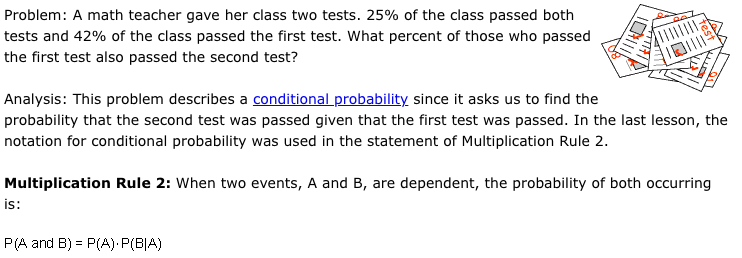 Problem: A math teacher gave her class two tests. 25% of the class passed both
tests and 42% of the class passed the first test. What percent of those who passed
the first test also passed the second test?
Analysis: This problem describes a conditional probability since it asks us to find the
probability that the second test was passed given that the first test was passed. In the last lesson, the
notation for conditional probability was used in the statement of Multiplication Rule 2.
Multiplication Rule 2: When two events, A and B, are dependent, the probability of both occurring
is:
P(A and B) = P(A)·P(B|A)
test